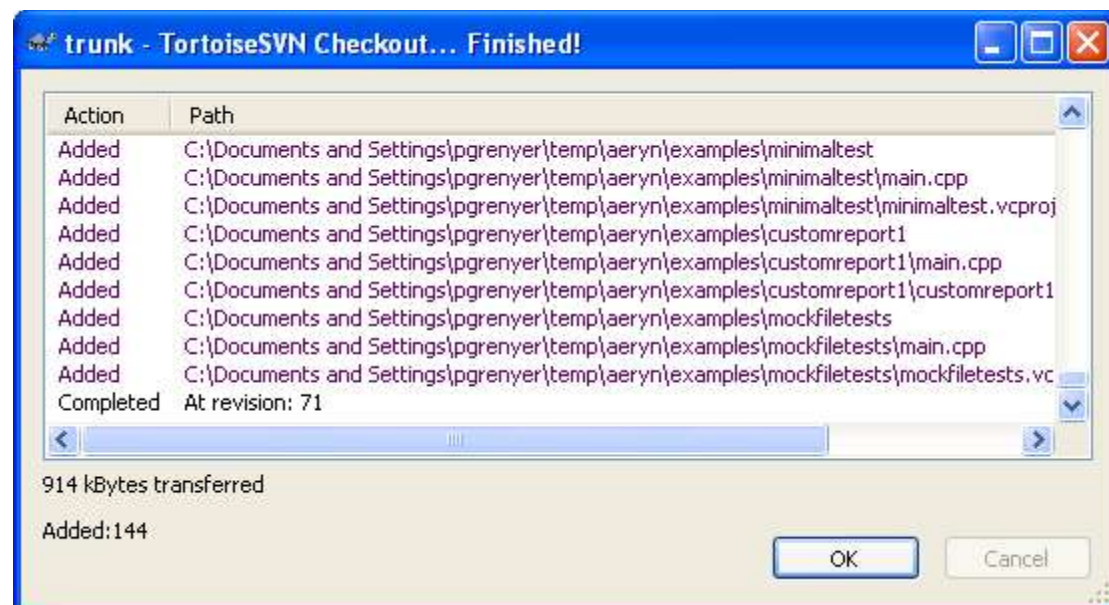 trunk - TortoiseSVN Checkout... Finished!
Action Path
Added C:\Documents and Settings\pgrenyer\temp\aeryn\examples\minimaltest
Added C:\Documents and Settings\pgrenyer\temp\aeryn\examples\minimaltest\main.cpp
Added C:\Documents and Settings\pgrenyer\temp\aeryn\examples\minimaltest\minimaltest.vcproj
Added C:\Documents and Settings\pgrenyer\temp\aeryn\examples\customreport1
Added C:\Documents and Settings\pgrenyer\temp\aeryn\examples\customreport1\main.cpp
Added C:\Documents and Settings\pgrenyer\temp\aeryn\examples\customreport1\customreport1
Added C:\Documents and Settings\pgrenyer\temp\aeryn\examples\mockfiletests
Added C:\Documents and Settings\pgrenyer\temp\aeryn\examples\mockfiletests\main.cpp
Added C:\Documents and Settings\pgrenyer\temp\aeryn\examples\mockfiletests\mockfiletests.vc
Completed At revision: 71
914 kBytes transferred
Added:144
OK Cancel